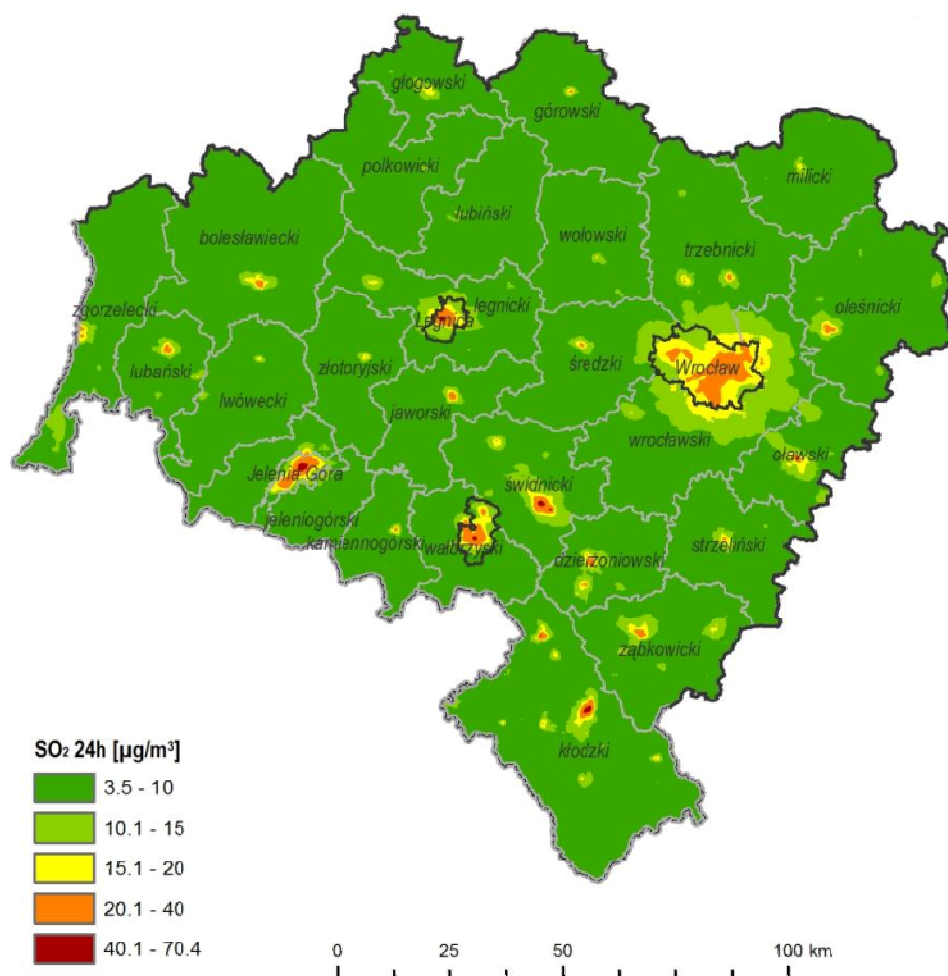 głogowski
górowski
polkowicki
milicki
lubiński
bolesławiecki
wołowski
trzebnicki
zgorzelecki
legnicki
oleśnicki
Legnica
lubański
złotoryjski
średzki
Wrocław
lwówecki
jaworski
wrocławski
oławski
Jelenia Góra
świdnicki
jeleniogórski
kamiennogórski
wałbrzyski
dzierżoniowski
strzeliński
ząbkowicki
kłodzki
SO₂ 24h [µg/m³]
3.5 - 10
10.1 - 15
15.1 - 20
20.1 - 40
40.1 - 70.4
0 25 50 100 km